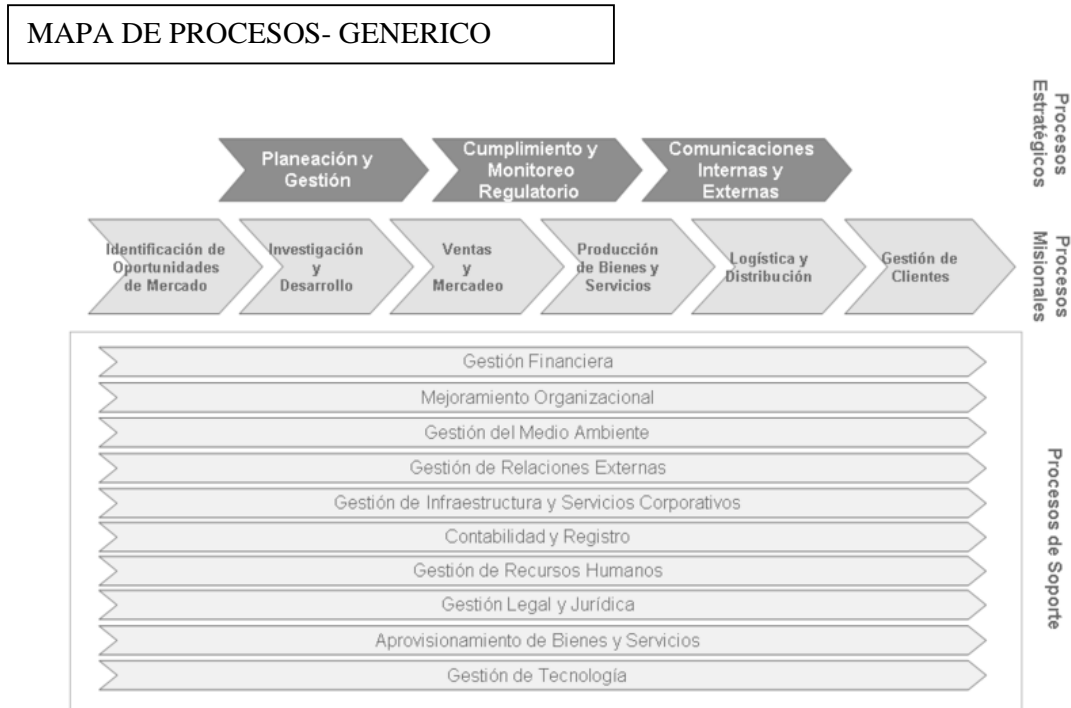 MAPA DE PROCESOS- GENERICO
Planeación y
Gestión
Cumplimiento y
Monitoreo
Regulatorio
Comunicaciones
Internas y
Externas
Procesos
Estratégicos
Identificación de
Oportunidades
de Mercado
Investigación
y
Desarrollo
Ventas
y
Mercadeo
Producción
de Bienes y
Servicios
Logística y
Distribución
Gestión de
Clientes
Procesos
Misionales
Gestión Financiera
Mejoramiento Organizacional
Gestión del Medio Ambiente
Gestión de Relaciones Externas
Gestión de Infraestructura y Servicios Corporativos
Contabilidad y Registro
Gestión de Recursos Humanos
Gestión Legal y Jurídica
Aprovisionamiento de Bienes y Servicios
Gestión de Tecnología
Procesos de Soporte